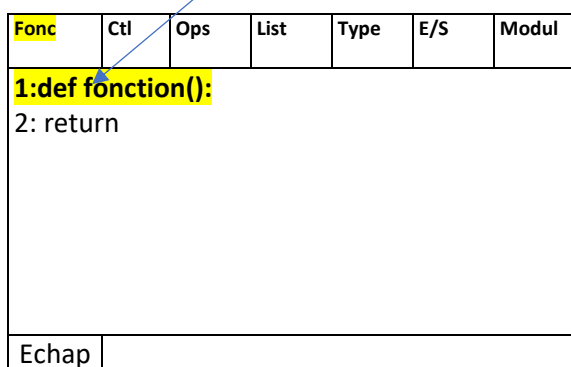 Fonc Ctl Ops List Type E/S Modul
1:def fonction():
2: return
Echap